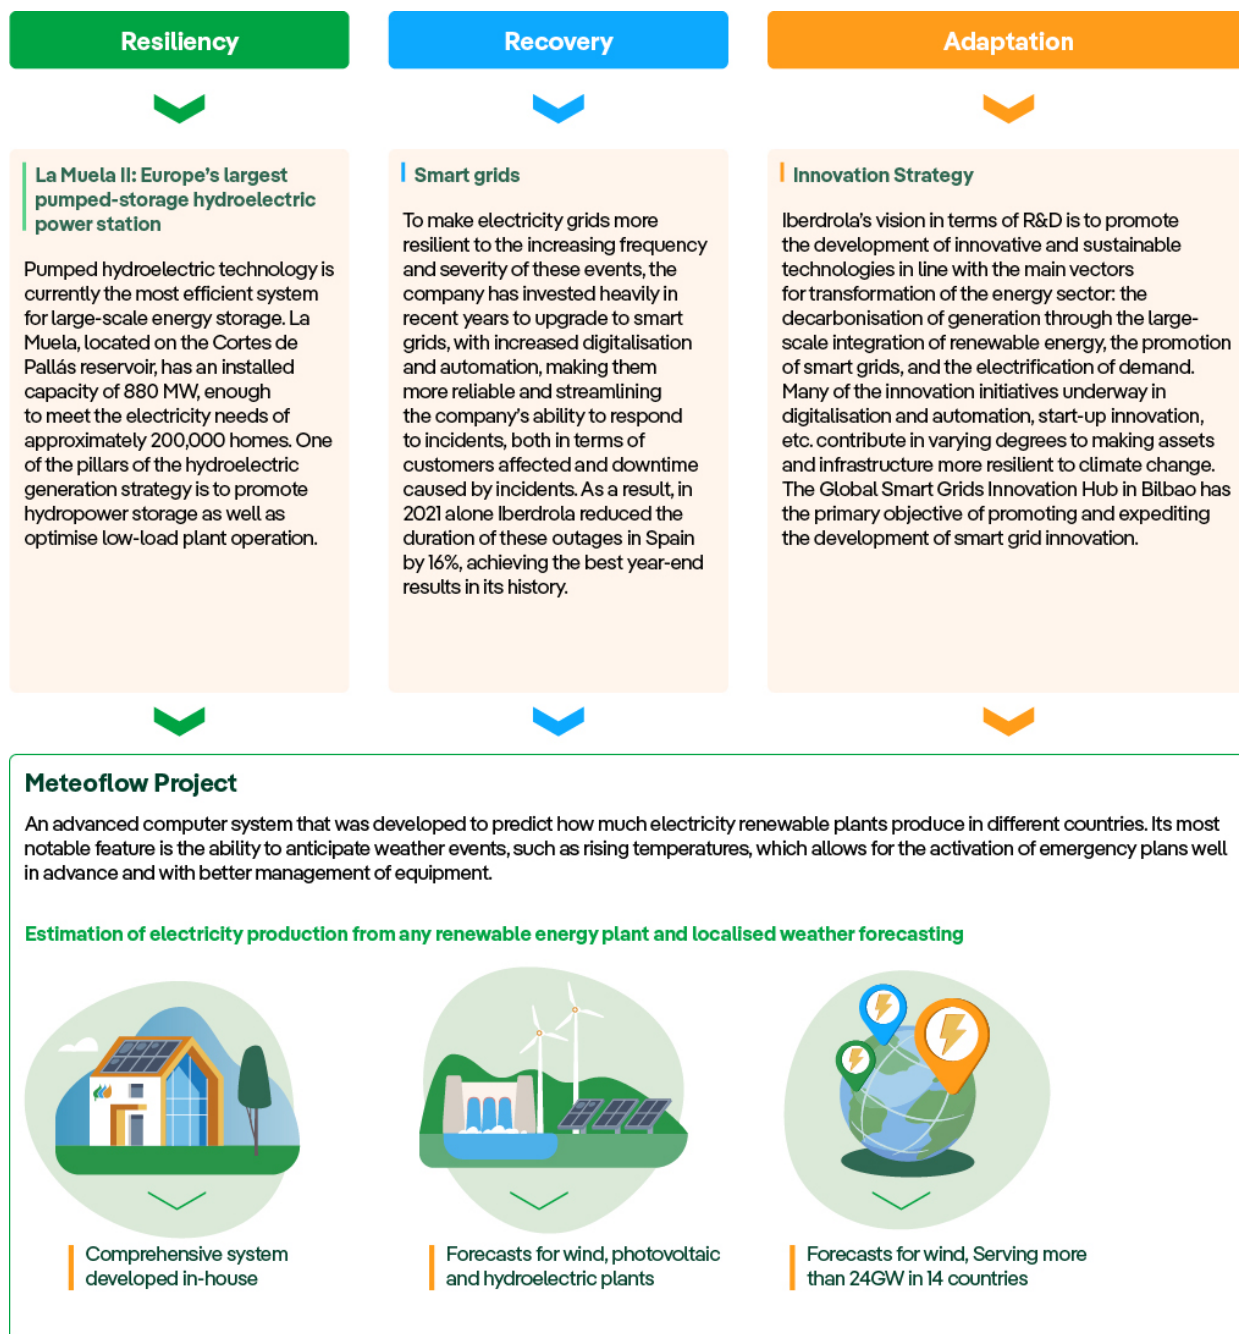 Resiliency
La Muela II: Europe's largest
pumped-storage hydroelectric
power station
Pumped hydroelectric technology is
currently the most efficient system
for large-scale energy storage. La
Muela, located on the Cortes de
Pallás reservoir, has an installed
capacity of 880 MW, enough
to meet the electricity needs of
approximately 200,000 homes. One
of the pillars of the hydroelectric
generation strategy is to promote
hydropower storage as well as
optimise low-load plant operation.
Recovery
Smart grids
To make electricity grids more
resilient to the increasing frequency
and severity of these events, the
company has invested heavily in
recent years to upgrade to smart
grids, with increased digitalisation
and automation, making them
more reliable and streamlining
the company's ability to respond
to incidents, both in terms of
customers affected and downtime
caused by incidents. As a result, in
2021 alone Iberdrola reduced the
duration of these outages in Spain
by 16%, achieving the best year-end
results in its history.
Adaptation
Innovation Strategy
Iberdrola's vision in terms of R&D is to promote
the development of innovative and sustainable
technologies in line with the main vectors
for transformation of the energy sector: the
decarbonisation of generation through the large-
scale integration of renewable energy, the promotion
of smart grids, and the electrification of demand.
Many of the innovation initiatives underway in
digitalisation and automation, start-up innovation,
etc. contribute in varying degrees to making assets
and infrastructure more resilient to climate change.
The Global Smart Grids Innovation Hub in Bilbao has
the primary objective of promoting and expediting
the development of smart grid innovation.
Meteoflow Project
An advanced computer system that was developed to predict how much electricity renewable plants produce in different countries. Its most
notable feature is the ability to anticipate weather events, such as rising temperatures, which allows for the activation of emergency plans well
in advance and with better management of equipment.
Estimation of electricity production from any renewable energy plant and localised weather forecasting
Comprehensive system
developed in-house
Forecasts for wind, photovoltaic
and hydroelectric plants
Forecasts for wind, Serving more
than 24GW in 14 countries